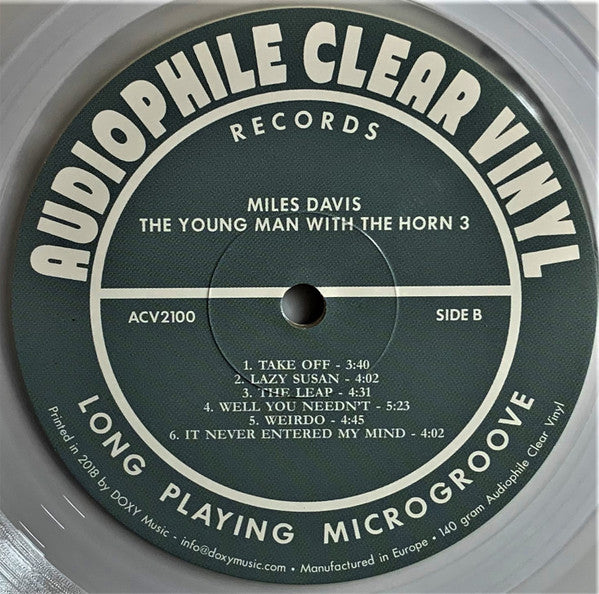 AUDIOPHILE CLEAR VINYL
RECORDS
MILES DAVIS
THE YOUNG MAN WITH THE HORN 3
ACV2100
SIDE B
1. TAKE OFF - 3:40
2. LAZY SUSAN - 4:02
3. THE LEAP - 4:31
4. WELL YOU NEEDN'T - 5:23
5. WEIRDO - 4:45
6. IT NEVER ENTERED MY MIND - 4:02
LONG PLAYING MICROGROOVE
Printed in 2018 by DOXY Music - info@doxymusic.com • Manufactured in Europe • 140 gram Audiophile Clear Vinyl